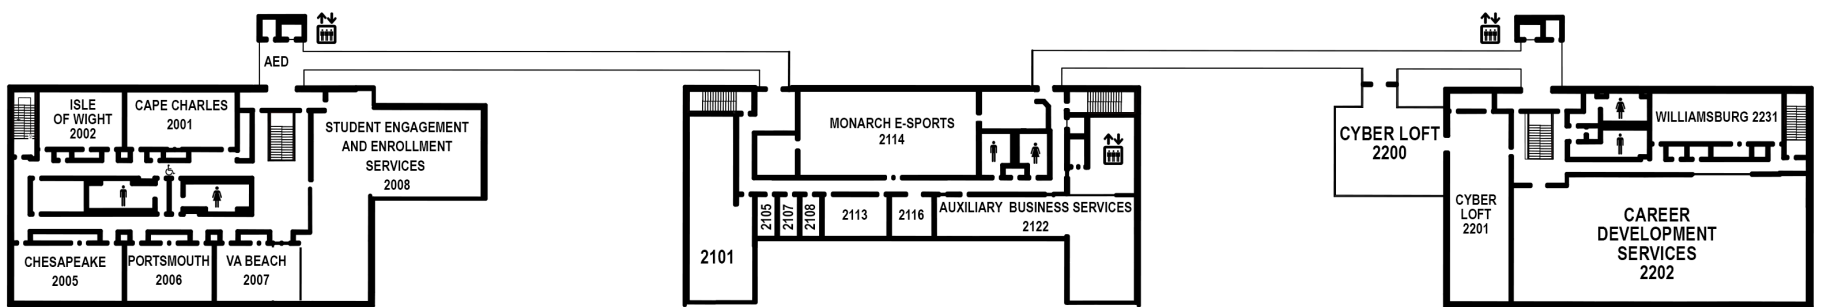 AED
ISLE
OF WIGHT
2002
CAPE CHARLES
2001
STUDENT ENGAGEMENT
AND ENROLLMENT
SERVICES
2008
CHESAPEAKE
2005
PORTSMOUTH
2006
VA BEACH
2007
MONARCH E-SPORTS
2114
2101
2105
2107
2108
2113
2116
AUXILIARY BUSINESS SERVICES
2122
CYBER LOFT
2200
CYBER
LOFT
2201
WILLIAMSBURG 2231
CAREER
DEVELOPMENT
SERVICES
2202